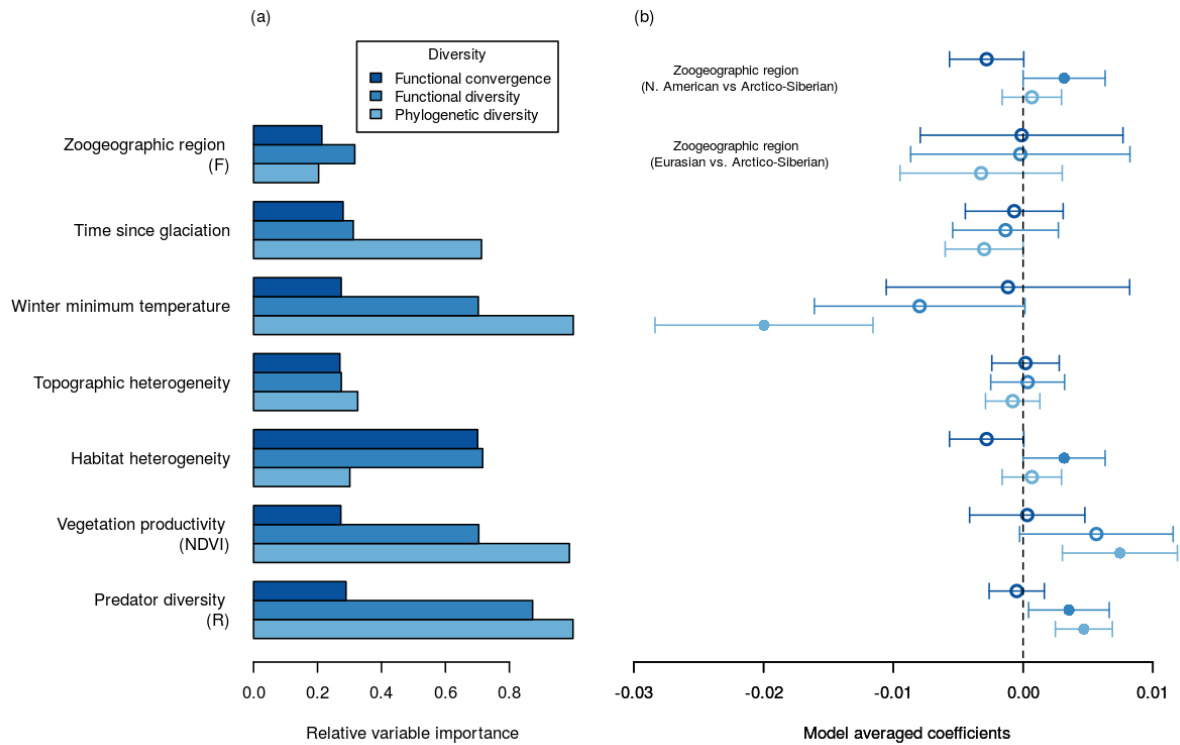 (a)
(b)
Diversity
Functional convergence
Functional diversity
Phylogenetic diversity
Zoogeographic region
(F)
Time since glaciation
Winter minimum temperature
Topographic heterogeneity
Habitat heterogeneity
Vegetation productivity
(NDVI)
Predator diversity
(R)
0.0 0.2 0.4 0.6 0.8
Relative variable importance
Zoogeographic region
(N. American vs Arctico-Siberian)
Zoogeographic region
(Eurasian vs. Arctico-Siberian)
-0.03 -0.02 -0.01 0.00 0.01
Model averaged coefficients